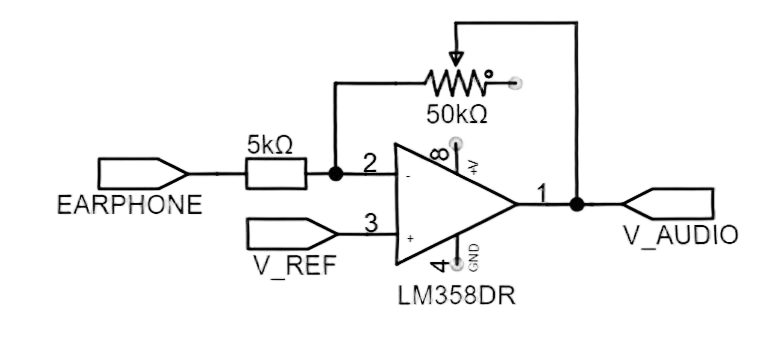 50kΩ
5kΩ
EARPHONE
2
-
8
+V
1
V_AUDIO
3
+
V_REF
4
GND
LM358DR